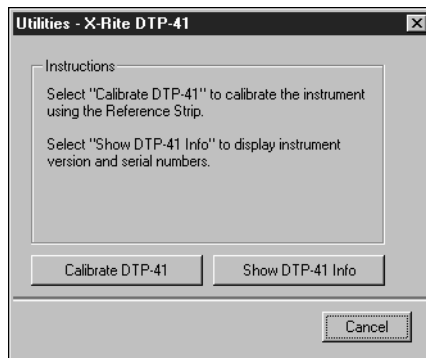 Utilities - X-Rite DTP-41
Instructions
Select "Calibrate DTP-41" to calibrate the instrument
using the Reference Strip.
Select "Show DTP-41 Info" to display instrument
version and serial numbers.
Calibrate DTP-41
Show DTP-41 Info
Cancel